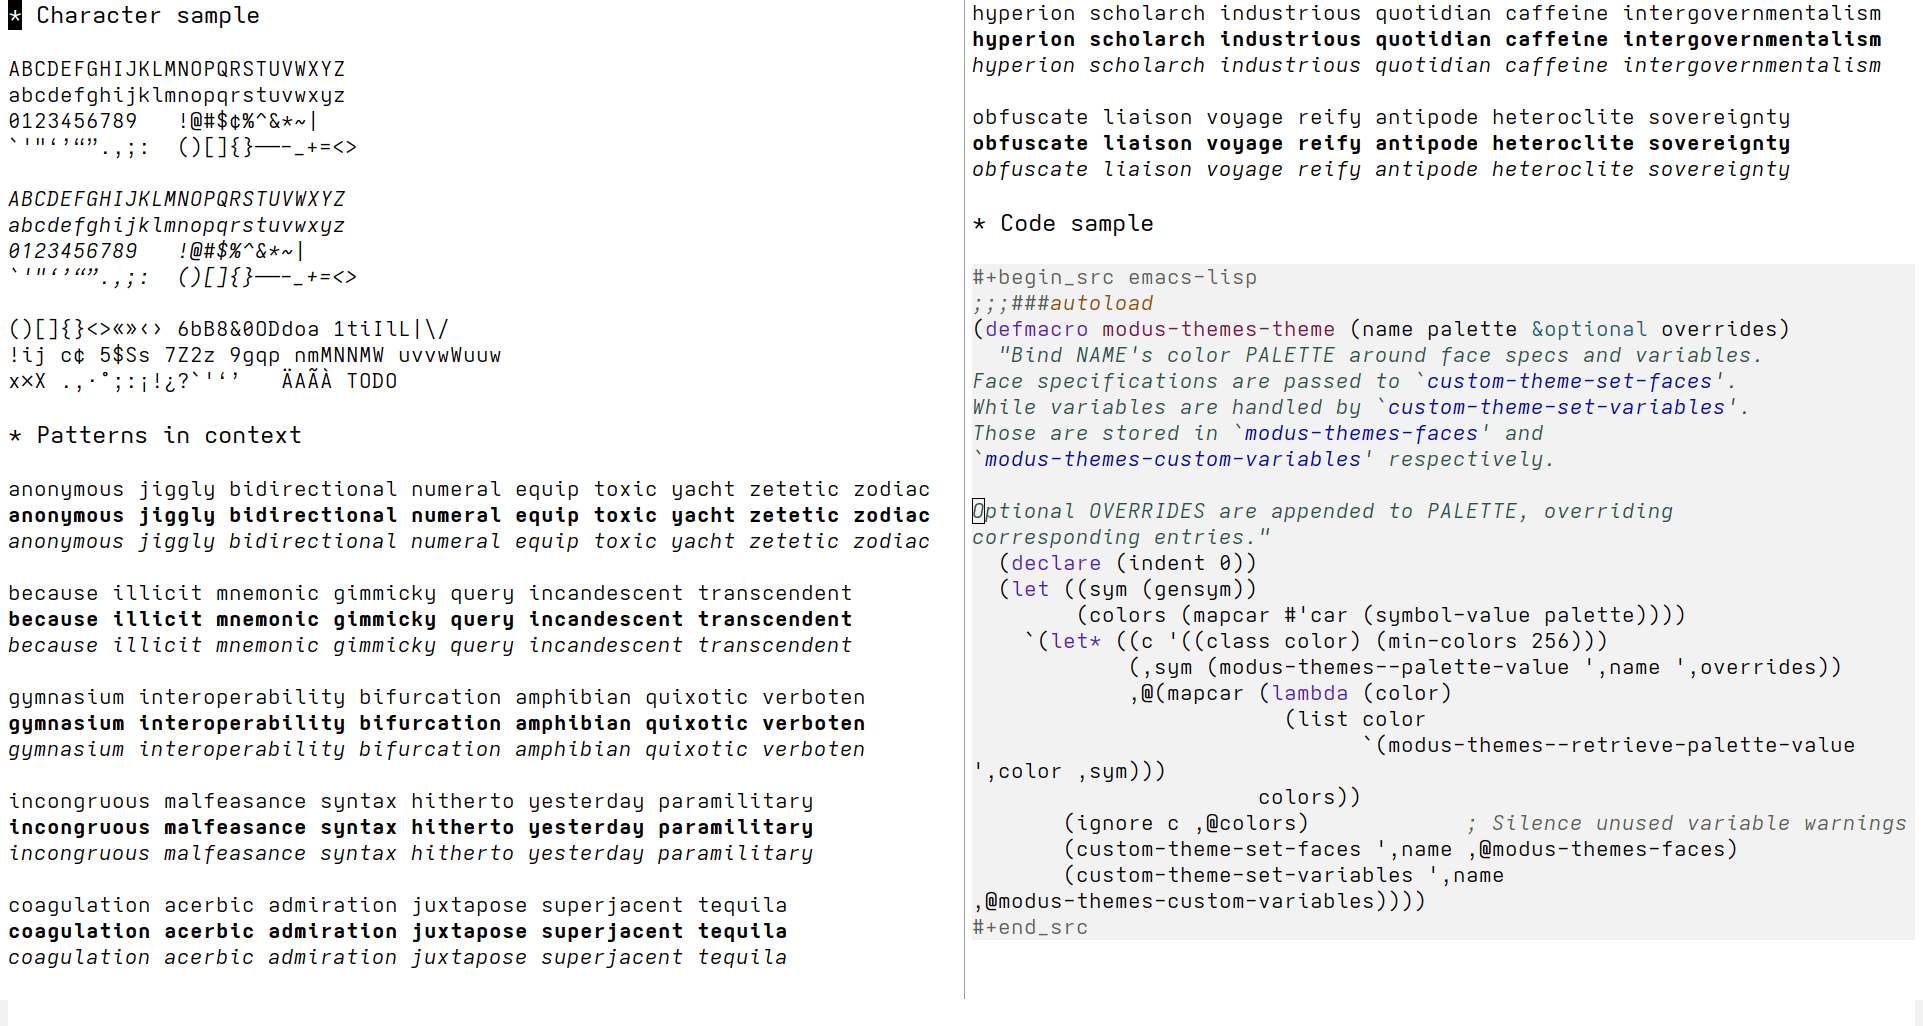 * Character sample

ABCDEFGHIJKLMNOPQRSTUVWXYZ
abcdefghijklmnopqrstuvwxyz
0123456789   !@#$¢%^&*~|
`'"‘’“”.,;:  ()[]{}—–-_+=<>

ABCDEFGHIJKLMNOPQRSTUVWXYZ
abcdefghijklmnopqrstuvwxyz
0123456789   !@#$%^&*~|
`'"‘’“”.,;:  ()[]{}—–-_+=<>

()[]{}<>«»‹› 6bB8&0ODdoa 1tiIlL|\/
!ij c¢ 5$Ss 7Z2z 9gqp nmMNNMW uvvwWuuw
x×X .,·°;:¡!¿?`'‘’   ÄAÃÀ TODO

* Patterns in context

anonymous jiggly bidirectional numeral equip toxic yacht zetetic zodiac
anonymous jiggly bidirectional numeral equip toxic yacht zetetic zodiac
anonymous jiggly bidirectional numeral equip toxic yacht zetetic zodiac

because illicit mnemonic gimmicky query incandescent transcendent
because illicit mnemonic gimmicky query incandescent transcendent
because illicit mnemonic gimmicky query incandescent transcendent

gymnasium interoperability bifurcation amphibian quixotic verboten
gymnasium interoperability bifurcation amphibian quixotic verboten
gymnasium interoperability bifurcation amphibian quixotic verboten

incongruous malfeasance syntax hitherto yesterday paramilitary
incongruous malfeasance syntax hitherto yesterday paramilitary
incongruous malfeasance syntax hitherto yesterday paramilitary

coagulation acerbic admiration juxtapose superjacent tequila
coagulation acerbic admiration juxtapose superjacent tequila
coagulation acerbic admiration juxtapose superjacent tequila

hyperion scholarch industrious quotidian caffeine intergovernmentalism
hyperion scholarch industrious quotidian caffeine intergovernmentalism
hyperion scholarch industrious quotidian caffeine intergovernmentalism

obfuscate liaison voyage reify antipode heteroclite sovereignty
obfuscate liaison voyage reify antipode heteroclite sovereignty
obfuscate liaison voyage reify antipode heteroclite sovereignty

* Code sample

#+begin_src emacs-lisp
;;;###autoload
(defmacro modus-themes-theme (name palette &optional overrides)
  "Bind NAME's color PALETTE around face specs and variables.
Face specifications are passed to `custom-theme-set-faces'.
While variables are handled by `custom-theme-set-variables'.
Those are stored in `modus-themes-faces' and
`modus-themes-custom-variables' respectively.

Optional OVERRIDES are appended to PALETTE, overriding
corresponding entries."
  (declare (indent 0))
  (let ((sym (gensym))
        (colors (mapcar #'car (symbol-value palette))))
    `(let* ((c '((class color) (min-colors 256)))
            (,sym (modus-themes--palette-value ',name ',overrides))
            ,@(mapcar (lambda (color)
                        (list color
                              `(modus-themes--retrieve-palette-value
',color ,sym)))
                      colors))
       (ignore c ,@colors)            ; Silence unused variable warnings
       (custom-theme-set-faces ',name ,@modus-themes-faces)
       (custom-theme-set-variables ',name
,@modus-themes-custom-variables))))
#+end_src